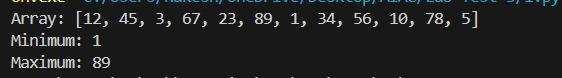 Array: [12, 45, 3, 67, 23, 89, 1, 34, 56, 10, 78, 5]
Minimum: 1
Maximum: 89